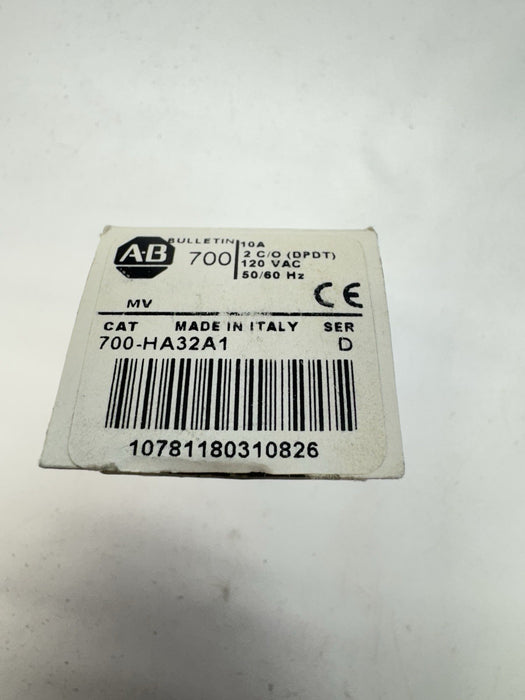 A-B BULLETIN 700
10A
2 C/O (DPDT)
120 VAC
50/60 Hz
MV
CE
CAT MADE IN ITALY SER
700-HA32A1 D
10781180310826